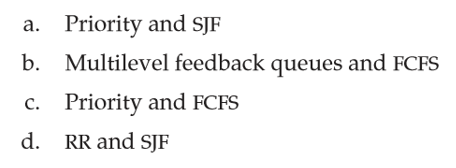 a. Priority and SJF
b. Multilevel feedback queues and FCFS
c. Priority and FCFS
d. RR and SJF